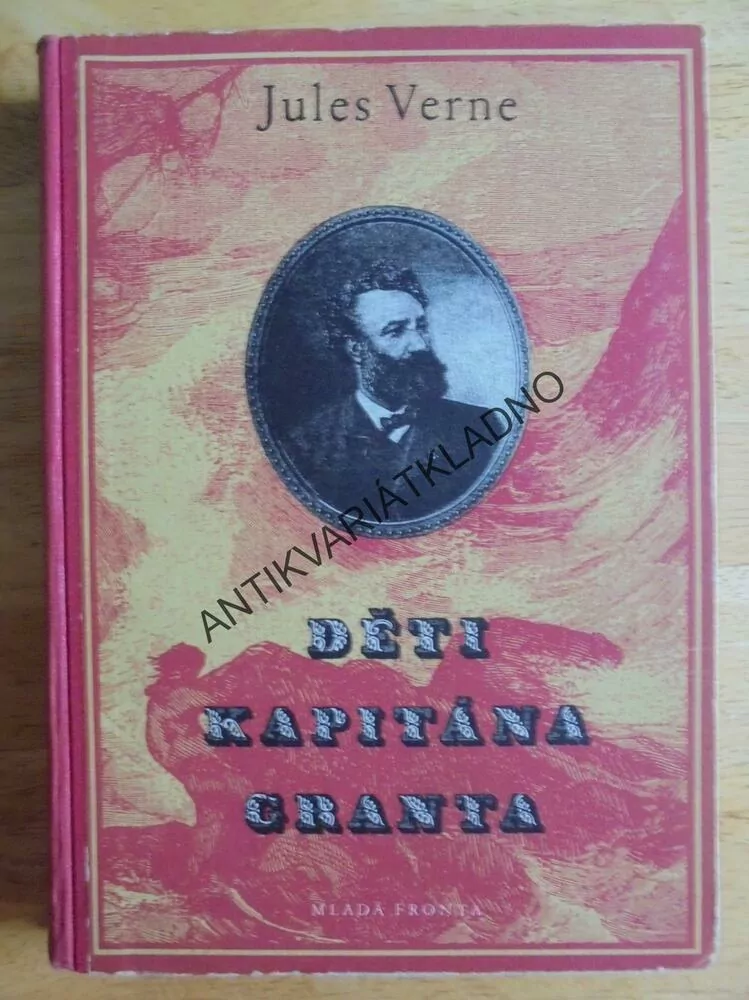 Jules Verne
ANTIKVARIÁTKLADNO
DĚTI
KAPITÁNA
GRANTA
MLADÁ FRONTA